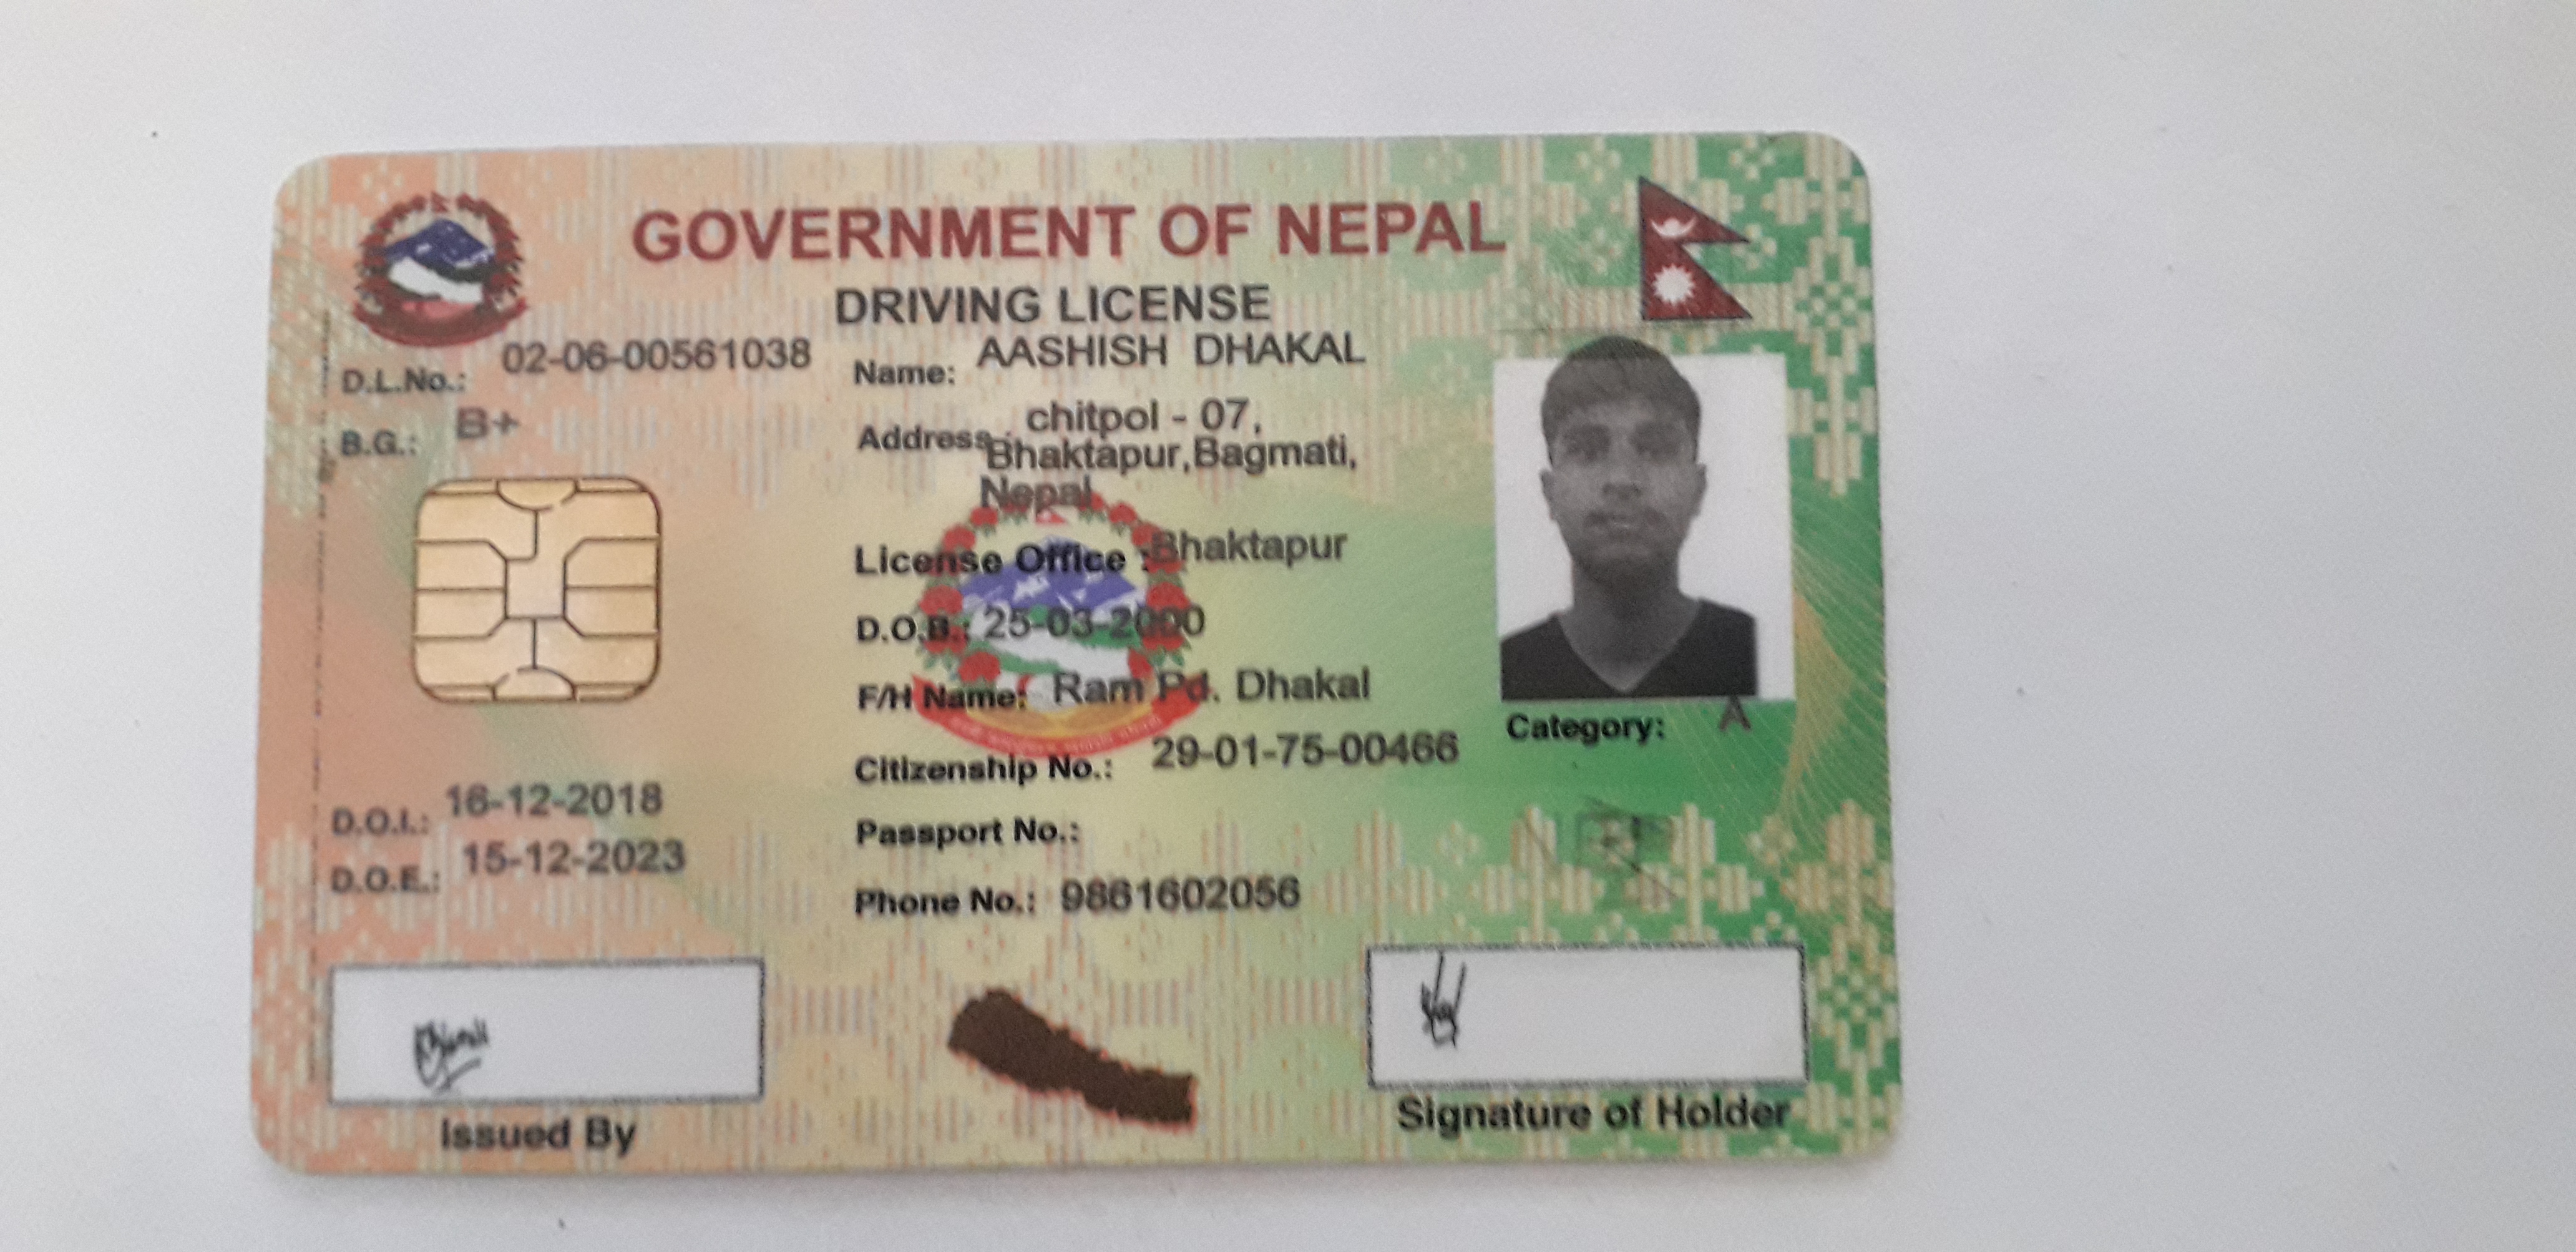 GOVERNMENT OF NEPAL
DRIVING LICENSE
D.L.No.: 02-06-00561038
B.G.: B+
Name: AASHISH DHAKAL
Address: chitpol - 07,
Bhaktapur,Bagmati,
Nepal
License Office : Bhaktapur
D.O.B.: 25-03-2000
F/H Name: Ram Pd. Dhakal
Citizenship No.: 29-01-75-00466
Passport No.:
Phone No.: 9861602056
D.O.I.: 16-12-2018
D.O.E.: 15-12-2023
Category: A
Issued By
Signature of Holder